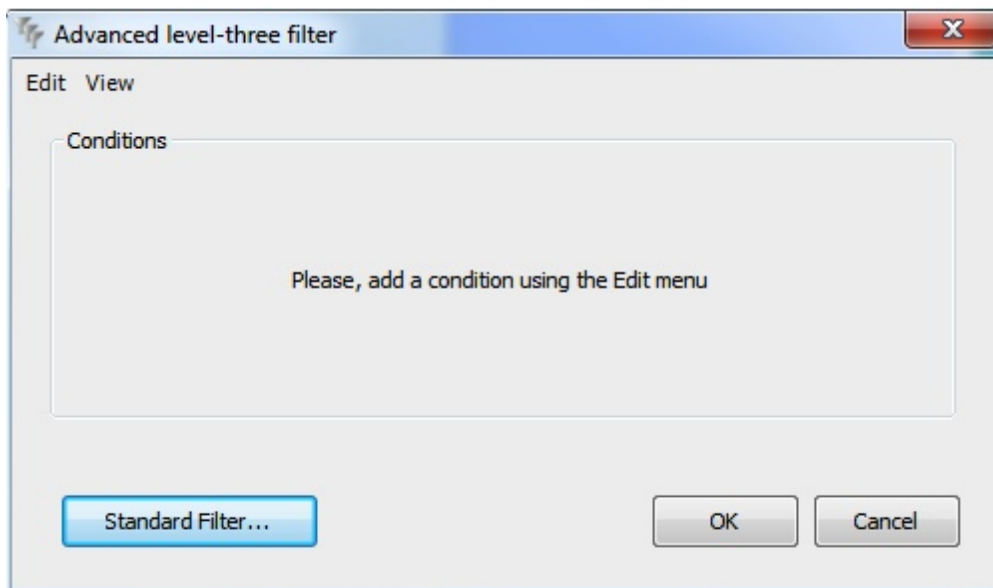 Advanced level-three filter
Edit View
Conditions
Please, add a condition using the Edit menu
Standard Filter...
OK
Cancel